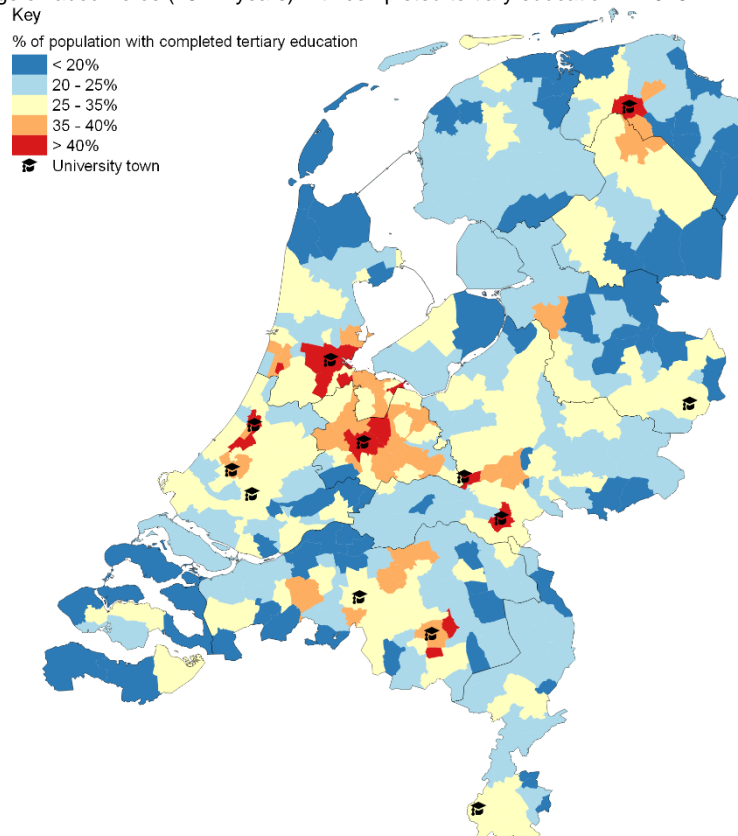 Key
% of population with completed tertiary education
< 20%
20 - 25%
25 - 35%
35 - 40%
> 40%
University town